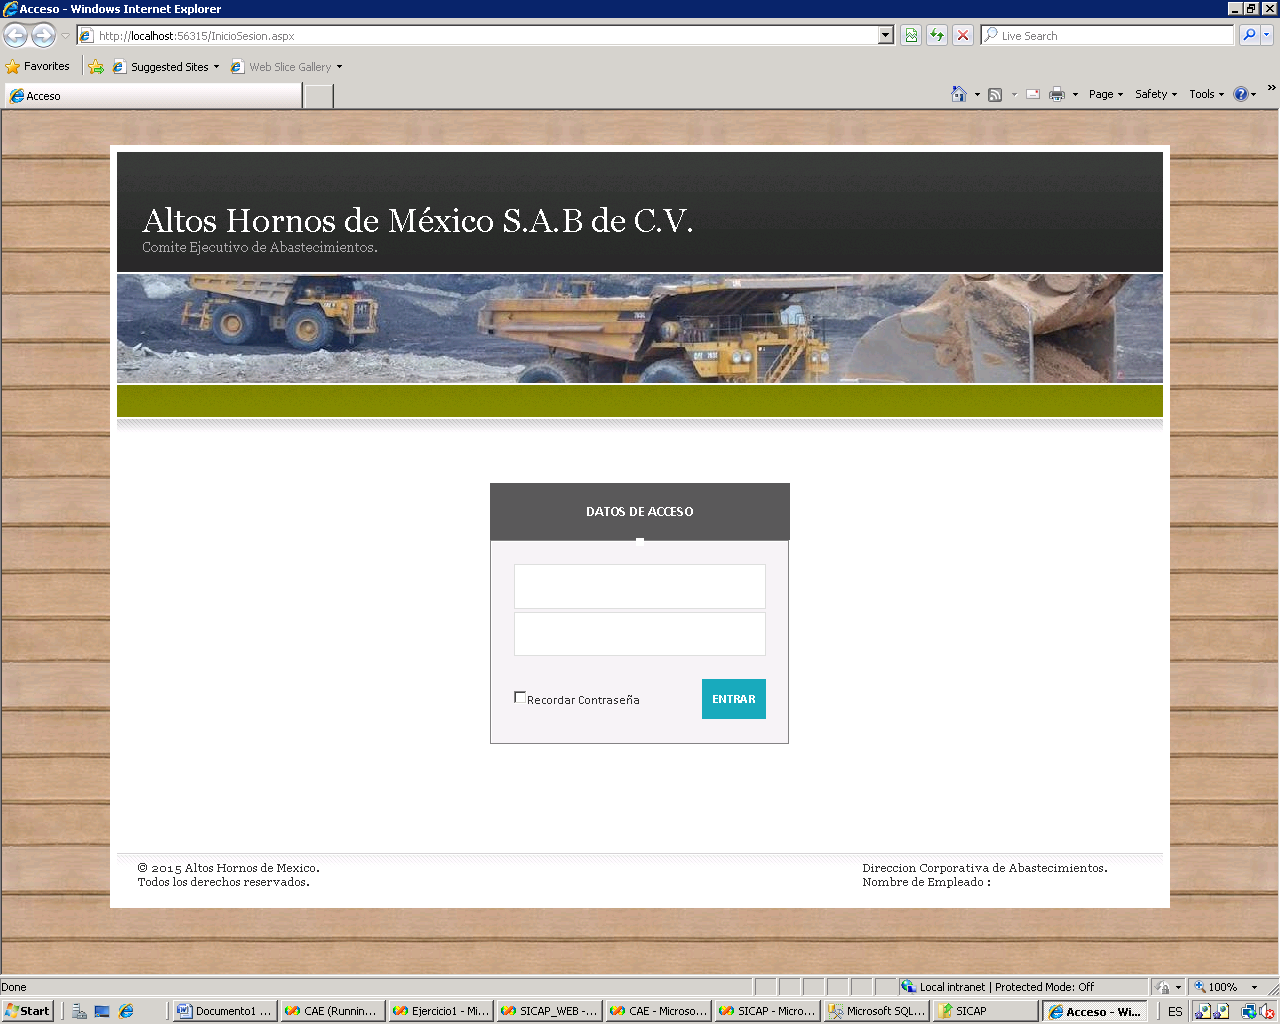 Acceso - Windows Internet Explorer
http://localhost:56315/InicioSesion.aspx
Live Search
Favorites
Suggested Sites
Web Slice Gallery
Acceso
Page
Safety
Tools
Altos Hornos de México S.A.B de C.V.
Comite Ejecutivo de Abastecimientos.
DATOS DE ACCESO
Recordar Contraseña
ENTRAR
© 2015 Altos Hornos de Mexico.
Todos los derechos reservados.
Direccion Corporativa de Abastecimientos.
Nombre de Empleado :
Done
Local intranet | Protected Mode: Off
100%
Start
Documento1 ...
CAE (Runnin...
Ejercicio1 - Mi...
SICAP_WEB -...
CAE - Microso...
SICAP - Micro...
Microsoft SQL...
SICAP
Acceso - Wi...
ES